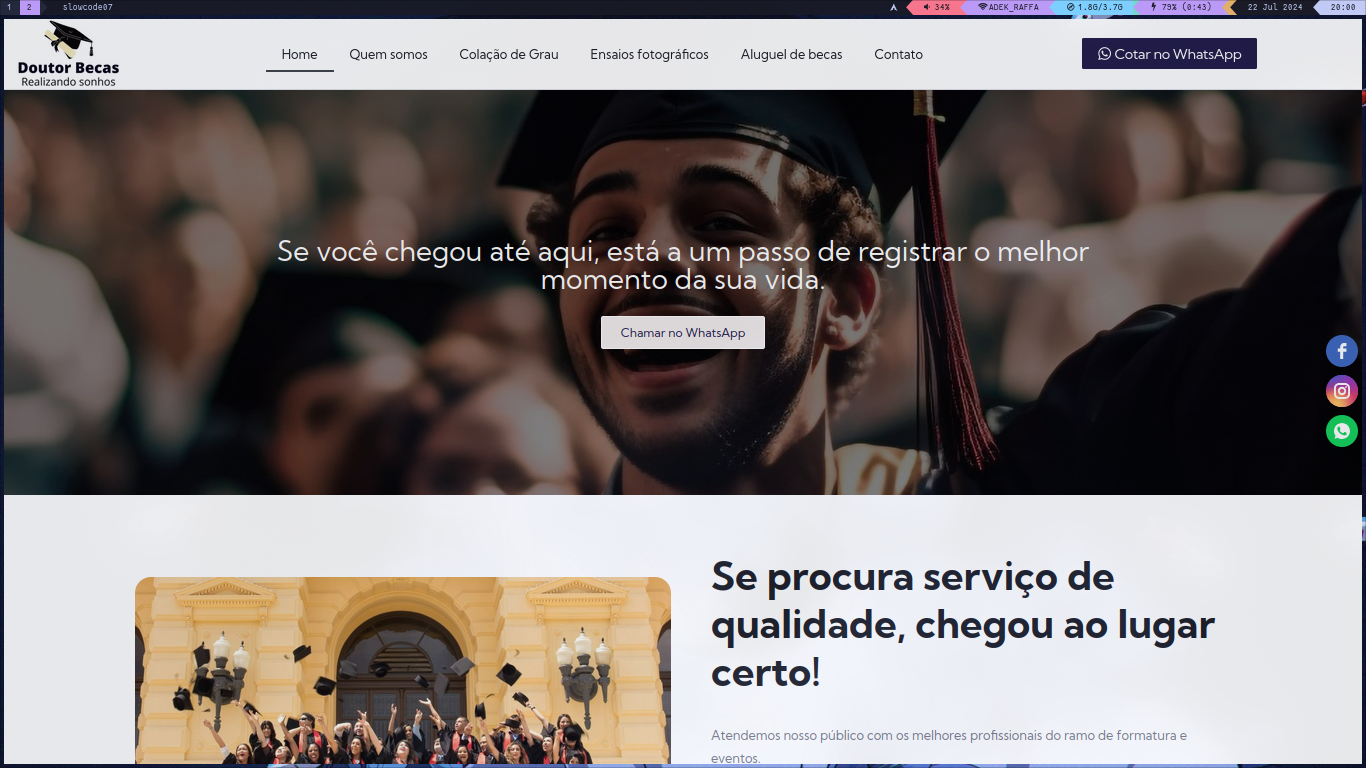 1 2 slowcode07 34% ADEK_RAFFA 1.8G/3.7G 79% (0:43) 22 Jul 2024 20:00
Doutor Becas
Realizando sonhos
Home Quem somos Colação de Grau Ensaios fotográficos Aluguel de becas Contato
Cotar no WhatsApp
Se você chegou até aqui, está a um passo de registrar o melhor
momento da sua vida.
Chamar no WhatsApp
Se procura serviço de
qualidade, chegou ao lugar
certo!
Atendemos nosso público com os melhores profissionais do ramo de formatura e
eventos.